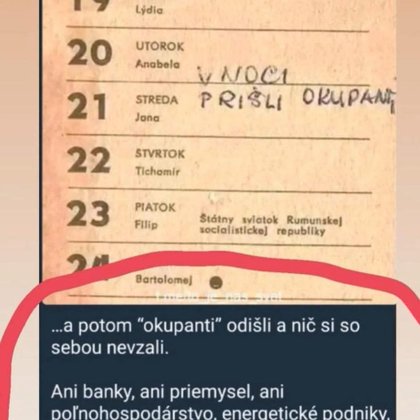 19
Lýdia
20 UTOROK
Anabela
V NOCI
21 STREDA PRIŠLI OKUPANTI
Jana
22 ŠTVRTOK
Tichomír
23 PIATOK
Filip Štátny sviatok Rumunskej
socialistickej republiky
24
Bartolomej
...a potom “okupanti” odišli a nič si so
sebou nevzali.
Ani banky, ani priemysel, ani
poľnohospodárstvo, energetické podniky,